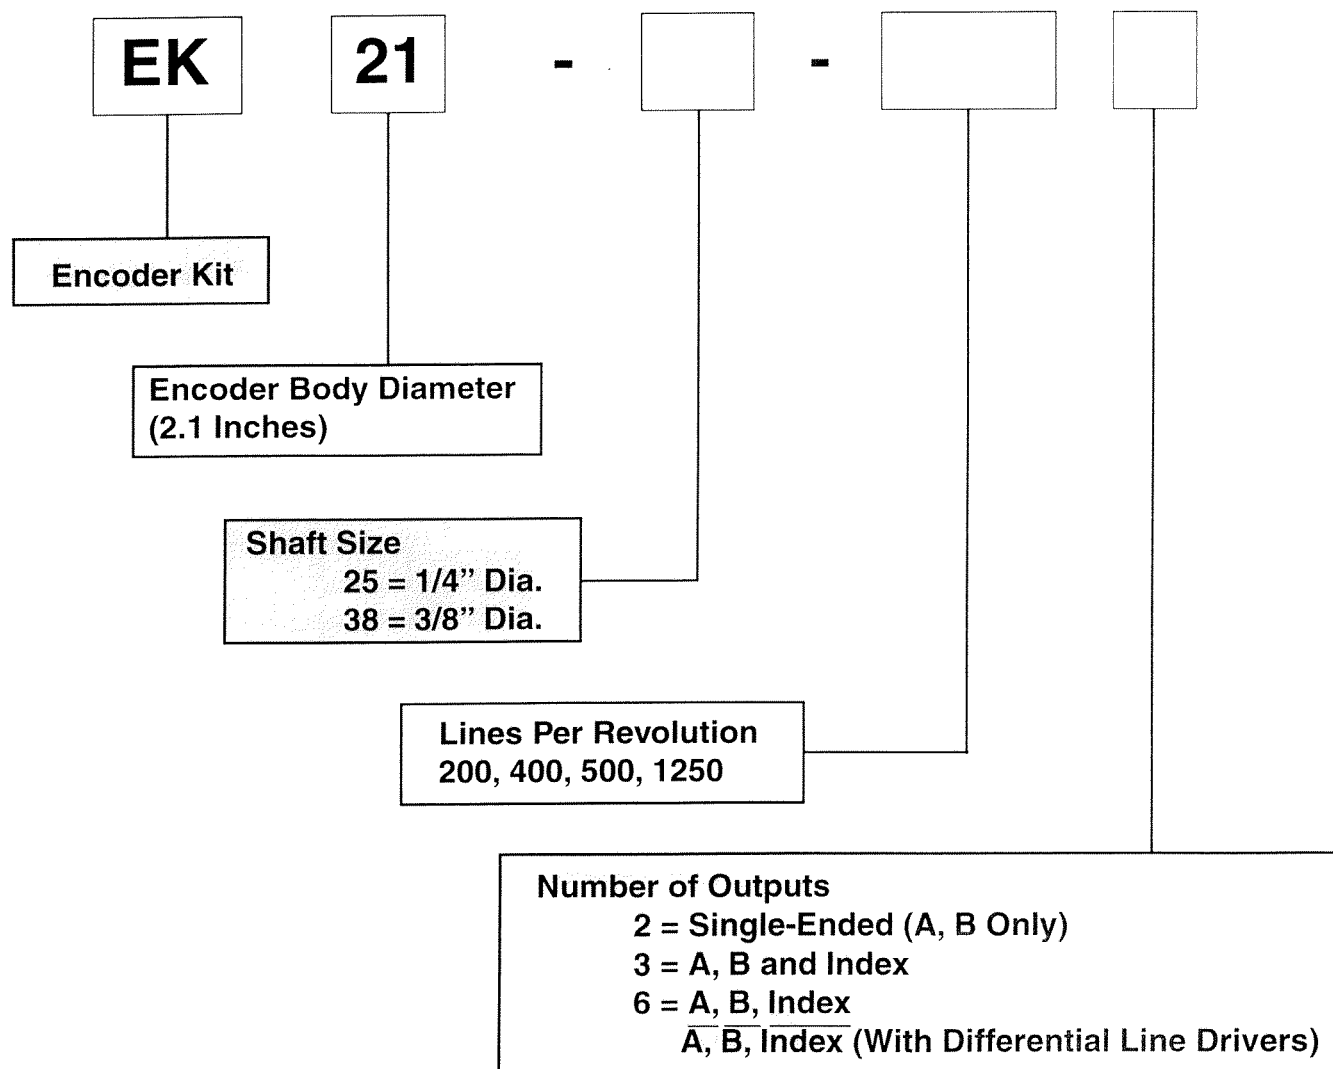 EK 21 - -
Encoder Kit
Encoder Body Diameter
(2.1 Inches)
Shaft Size
25 = 1/4” Dia.
38 = 3/8” Dia.
Lines Per Revolution
200, 400, 500, 1250
Number of Outputs
2 = Single-Ended (A, B Only)
3 = A, B and Index
6 = A, B, Index
A̅, B̅, I̅n̅d̅e̅x̅ (With Differential Line Drivers)